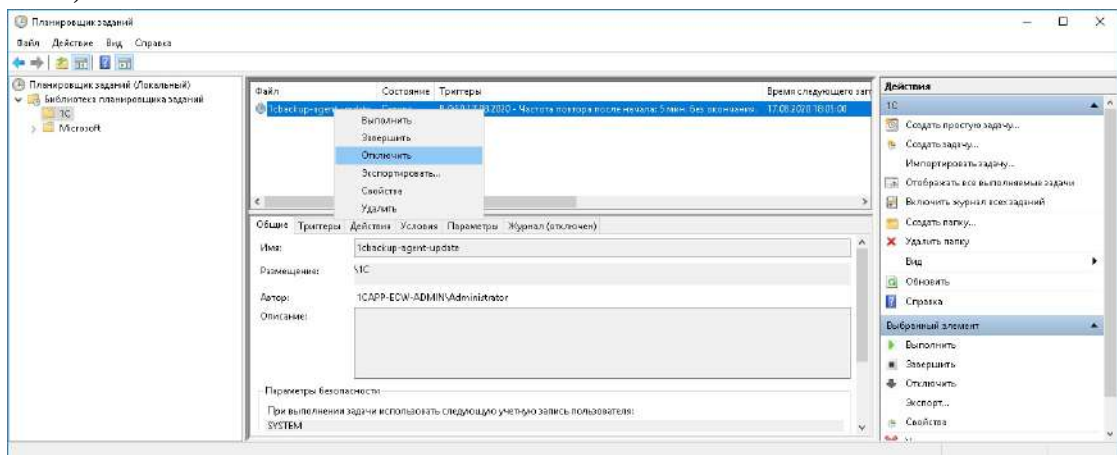 Планировщик заданий
Файл Действие Вид Справка
Планировщик заданий (Локальный)
Библиотека планировщика заданий
1C
Microsoft
Файл Состояние Триггеры Время следующего зап
1cbackup-agent-update 2020 - Частота повтора после начала: 5 мин. без окончания. 17.08.2020 18:05:00
Выполнить
Завершить
Отключить
Экспортировать...
Свойства
Удалить
Общие Триггеры Действия Условия Параметры Журнал (отключен)
Имя: 1cbackup-agent-update
Размещение: \1C
Автор: 1CAPP-ECW-ADMIN\Administrator
Описание:
Параметры безопасности
При выполнении задачи использовать следующую учетную запись пользователя:
SYSTEM
Действия
1C
Создать простую задачу...
Создать задачу...
Импортировать задачу...
Отображать все выполняемые задачи
Включить журнал всех заданий
Создать папку...
Удалить папку
Вид
Обновить
Справка
Выбранный элемент
Выполнить
Завершить
Отключить
Экспорт...
Свойства